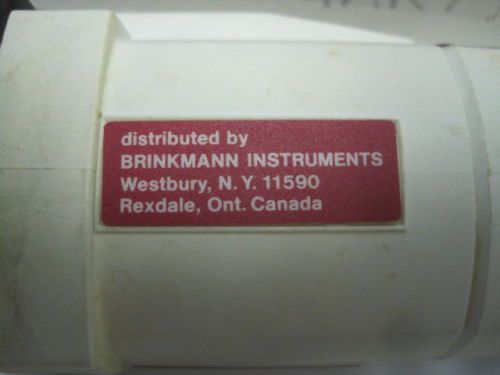 distributed by
BRINKMANN INSTRUMENTS
Westbury, N. Y. 11590
Rexdale, Ont. Canada